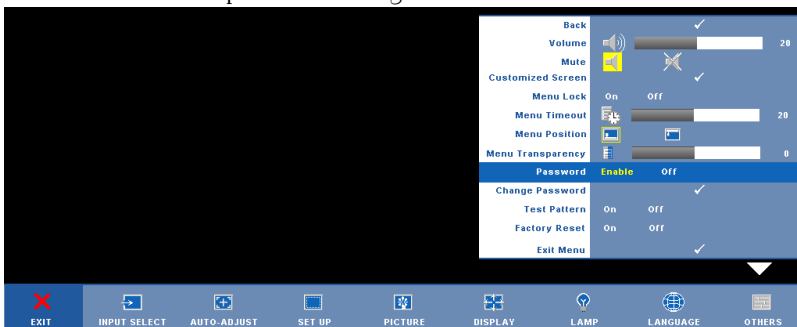 Back
Volume 20
Mute
Customized Screen
Menu Lock On Off
Menu Timeout 20
Menu Position
Menu Transparency 0
Password Enable Off
Change Password
Test Pattern On Off
Factory Reset On Off
Exit Menu
EXIT INPUT SELECT AUTO-ADJUST SET UP PICTURE DISPLAY LAMP LANGUAGE OTHERS